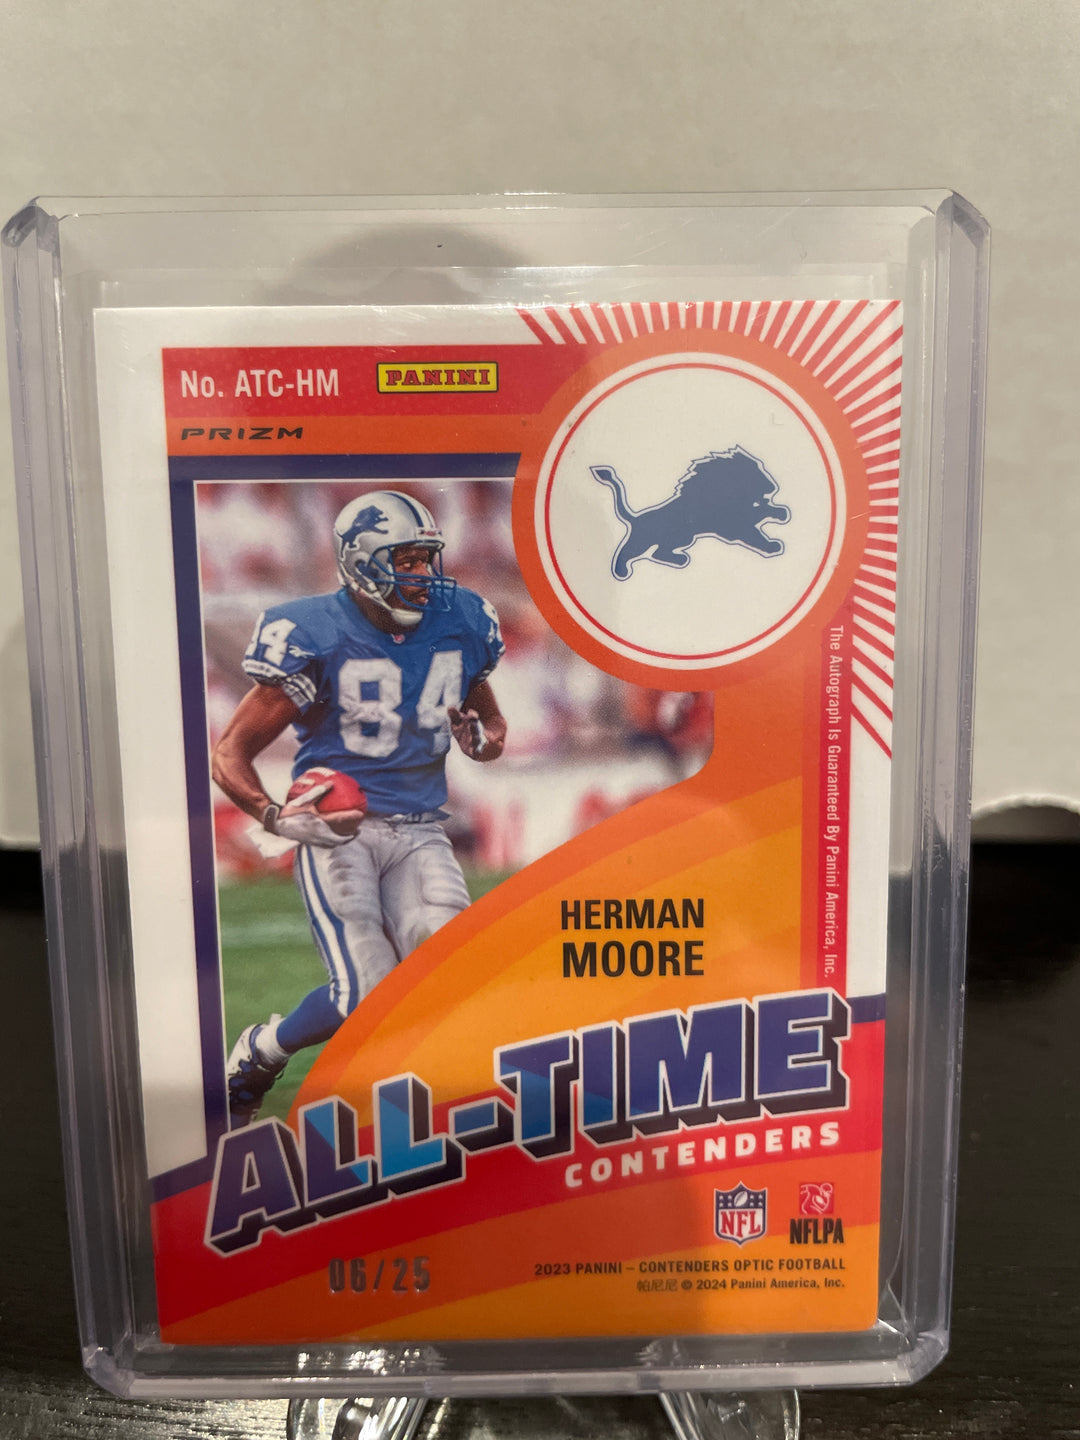 No. ATC-HM PANINI
PRIZM
84
84
The Autograph Is Guaranteed By Panini America, Inc.
HERMAN
MOORE
ALL-TIME
CONTENDERS
NFL NFLPA
06/25
2023 PANINI – CONTENDERS OPTIC FOOTBALL
帕尼尼 © 2024 Panini America, Inc.